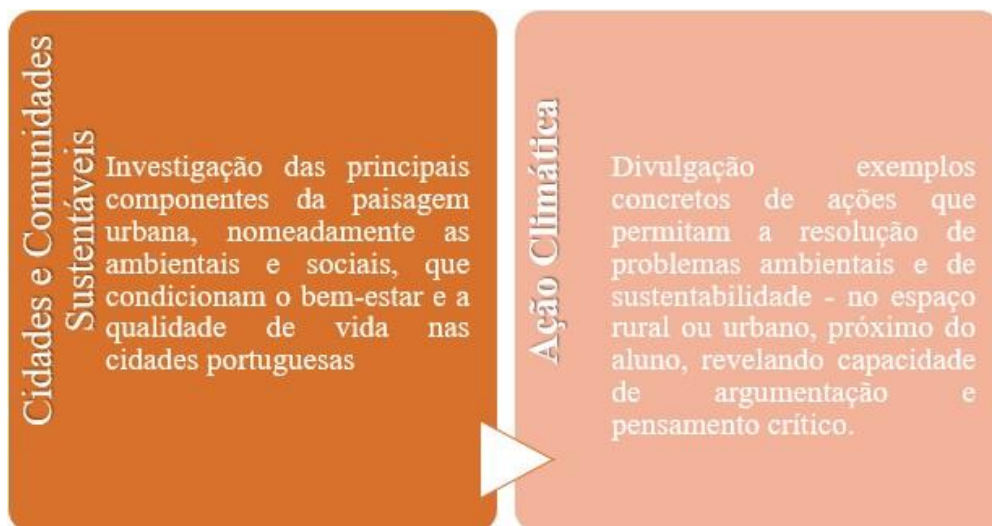 Cidades e Comunidades
Sustentáveis
Investigação das principais
componentes da paisagem
urbana, nomeadamente as
ambientais e sociais, que
condicionam o bem-estar e a
qualidade de vida nas
cidades portuguesas
Ação Climática
Divulgação exemplos
concretos de ações que
permitam a resolução de
problemas ambientais e de
sustentabilidade - no espaço
rural ou urbano, próximo do
aluno, revelando capacidade
de argumentação e
pensamento crítico.